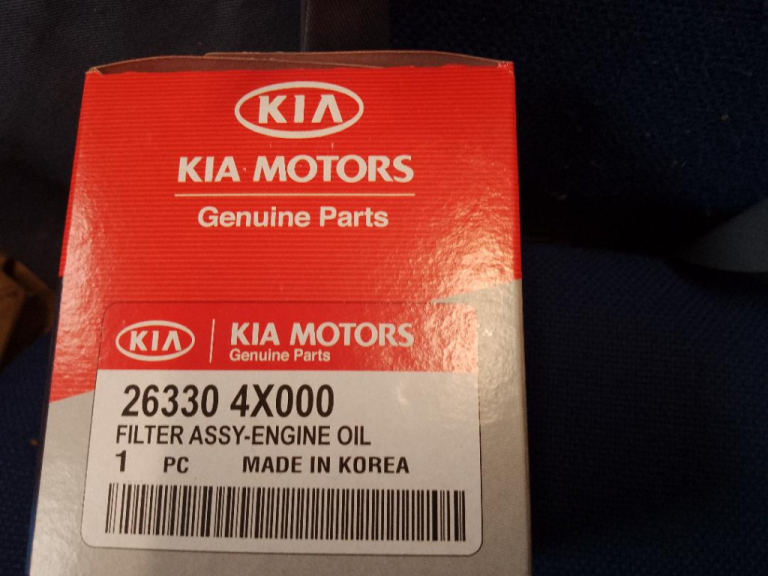 KIA
KIA MOTORS
Genuine Parts
KIA | KIA MOTORS
Genuine Parts
26330 4X000
FILTER ASSY-ENGINE OIL
1 PC MADE IN KOREA